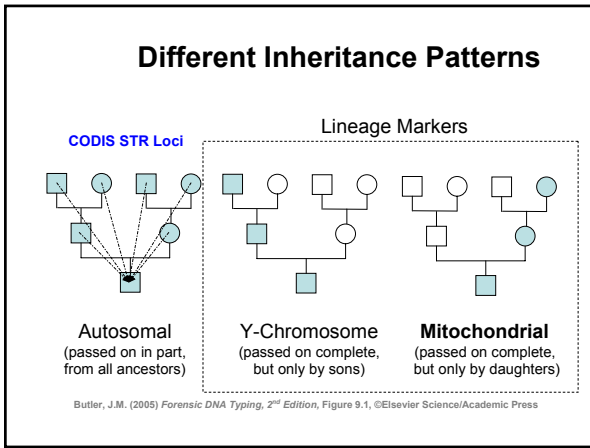 Different Inheritance Patterns
CODIS STR Loci
Lineage Markers
Autosomal
(passed on in part,
from all ancestors)
Y-Chromosome
(passed on complete,
but only by sons)
Mitochondrial
(passed on complete,
but only by daughters)
Butler, J.M. (2005) Forensic DNA Typing, 2nd Edition, Figure 9.1, ©Elsevier Science/Academic Press